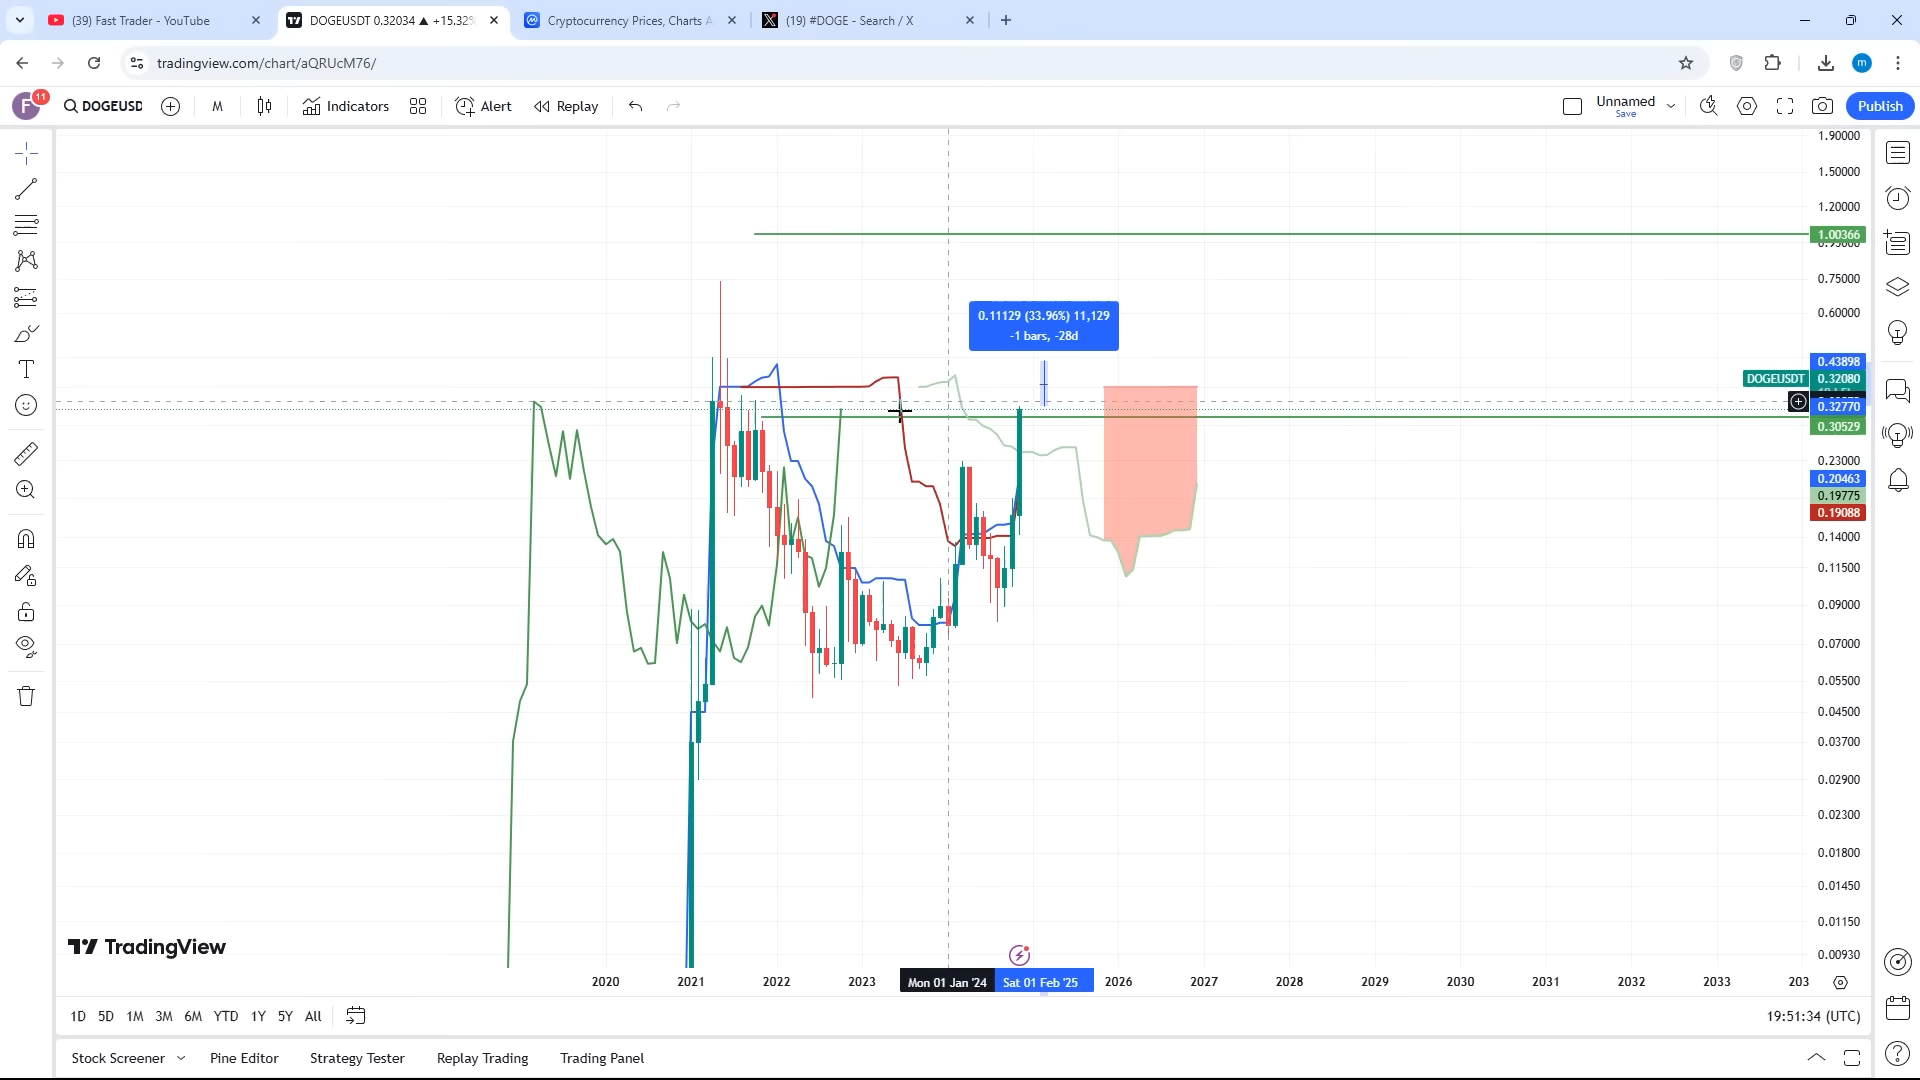 (39) Fast Trader - YouTube
DOGEUSDT 0.32034 ▲ +15.32%
Cryptocurrency Prices, Charts A
(19) #DOGE - Search / X
tradingview.com/chart/aQRUcM76/
m
F
11
DOGEUSD
M
Indicators
Alert
Replay
Unnamed
Save
Publish
1.90000
1.50000
1.20000
1.00366
0.75000
0.60000
0.11129 (33.96%) 11,129
-1 bars, -28d
0.43898
DOGEUSDT 0.32080
0.32770
0.30529
0.23000
0.20463
0.19775
0.19088
0.14000
0.11500
0.09000
0.07000
0.05500
0.04500
0.03700
0.02900
0.02300
0.01800
0.01450
0.01150
0.00930
TradingView
2020 2021 2022 2023 Mon 01 Jan '24 Sat 01 Feb '25 2026 2027 2028 2029 2030 2031 2032 2033 203
1D 5D 1M 3M 6M YTD 1Y 5Y All
19:51:34 (UTC)
Stock Screener Pine Editor Strategy Tester Replay Trading Trading Panel